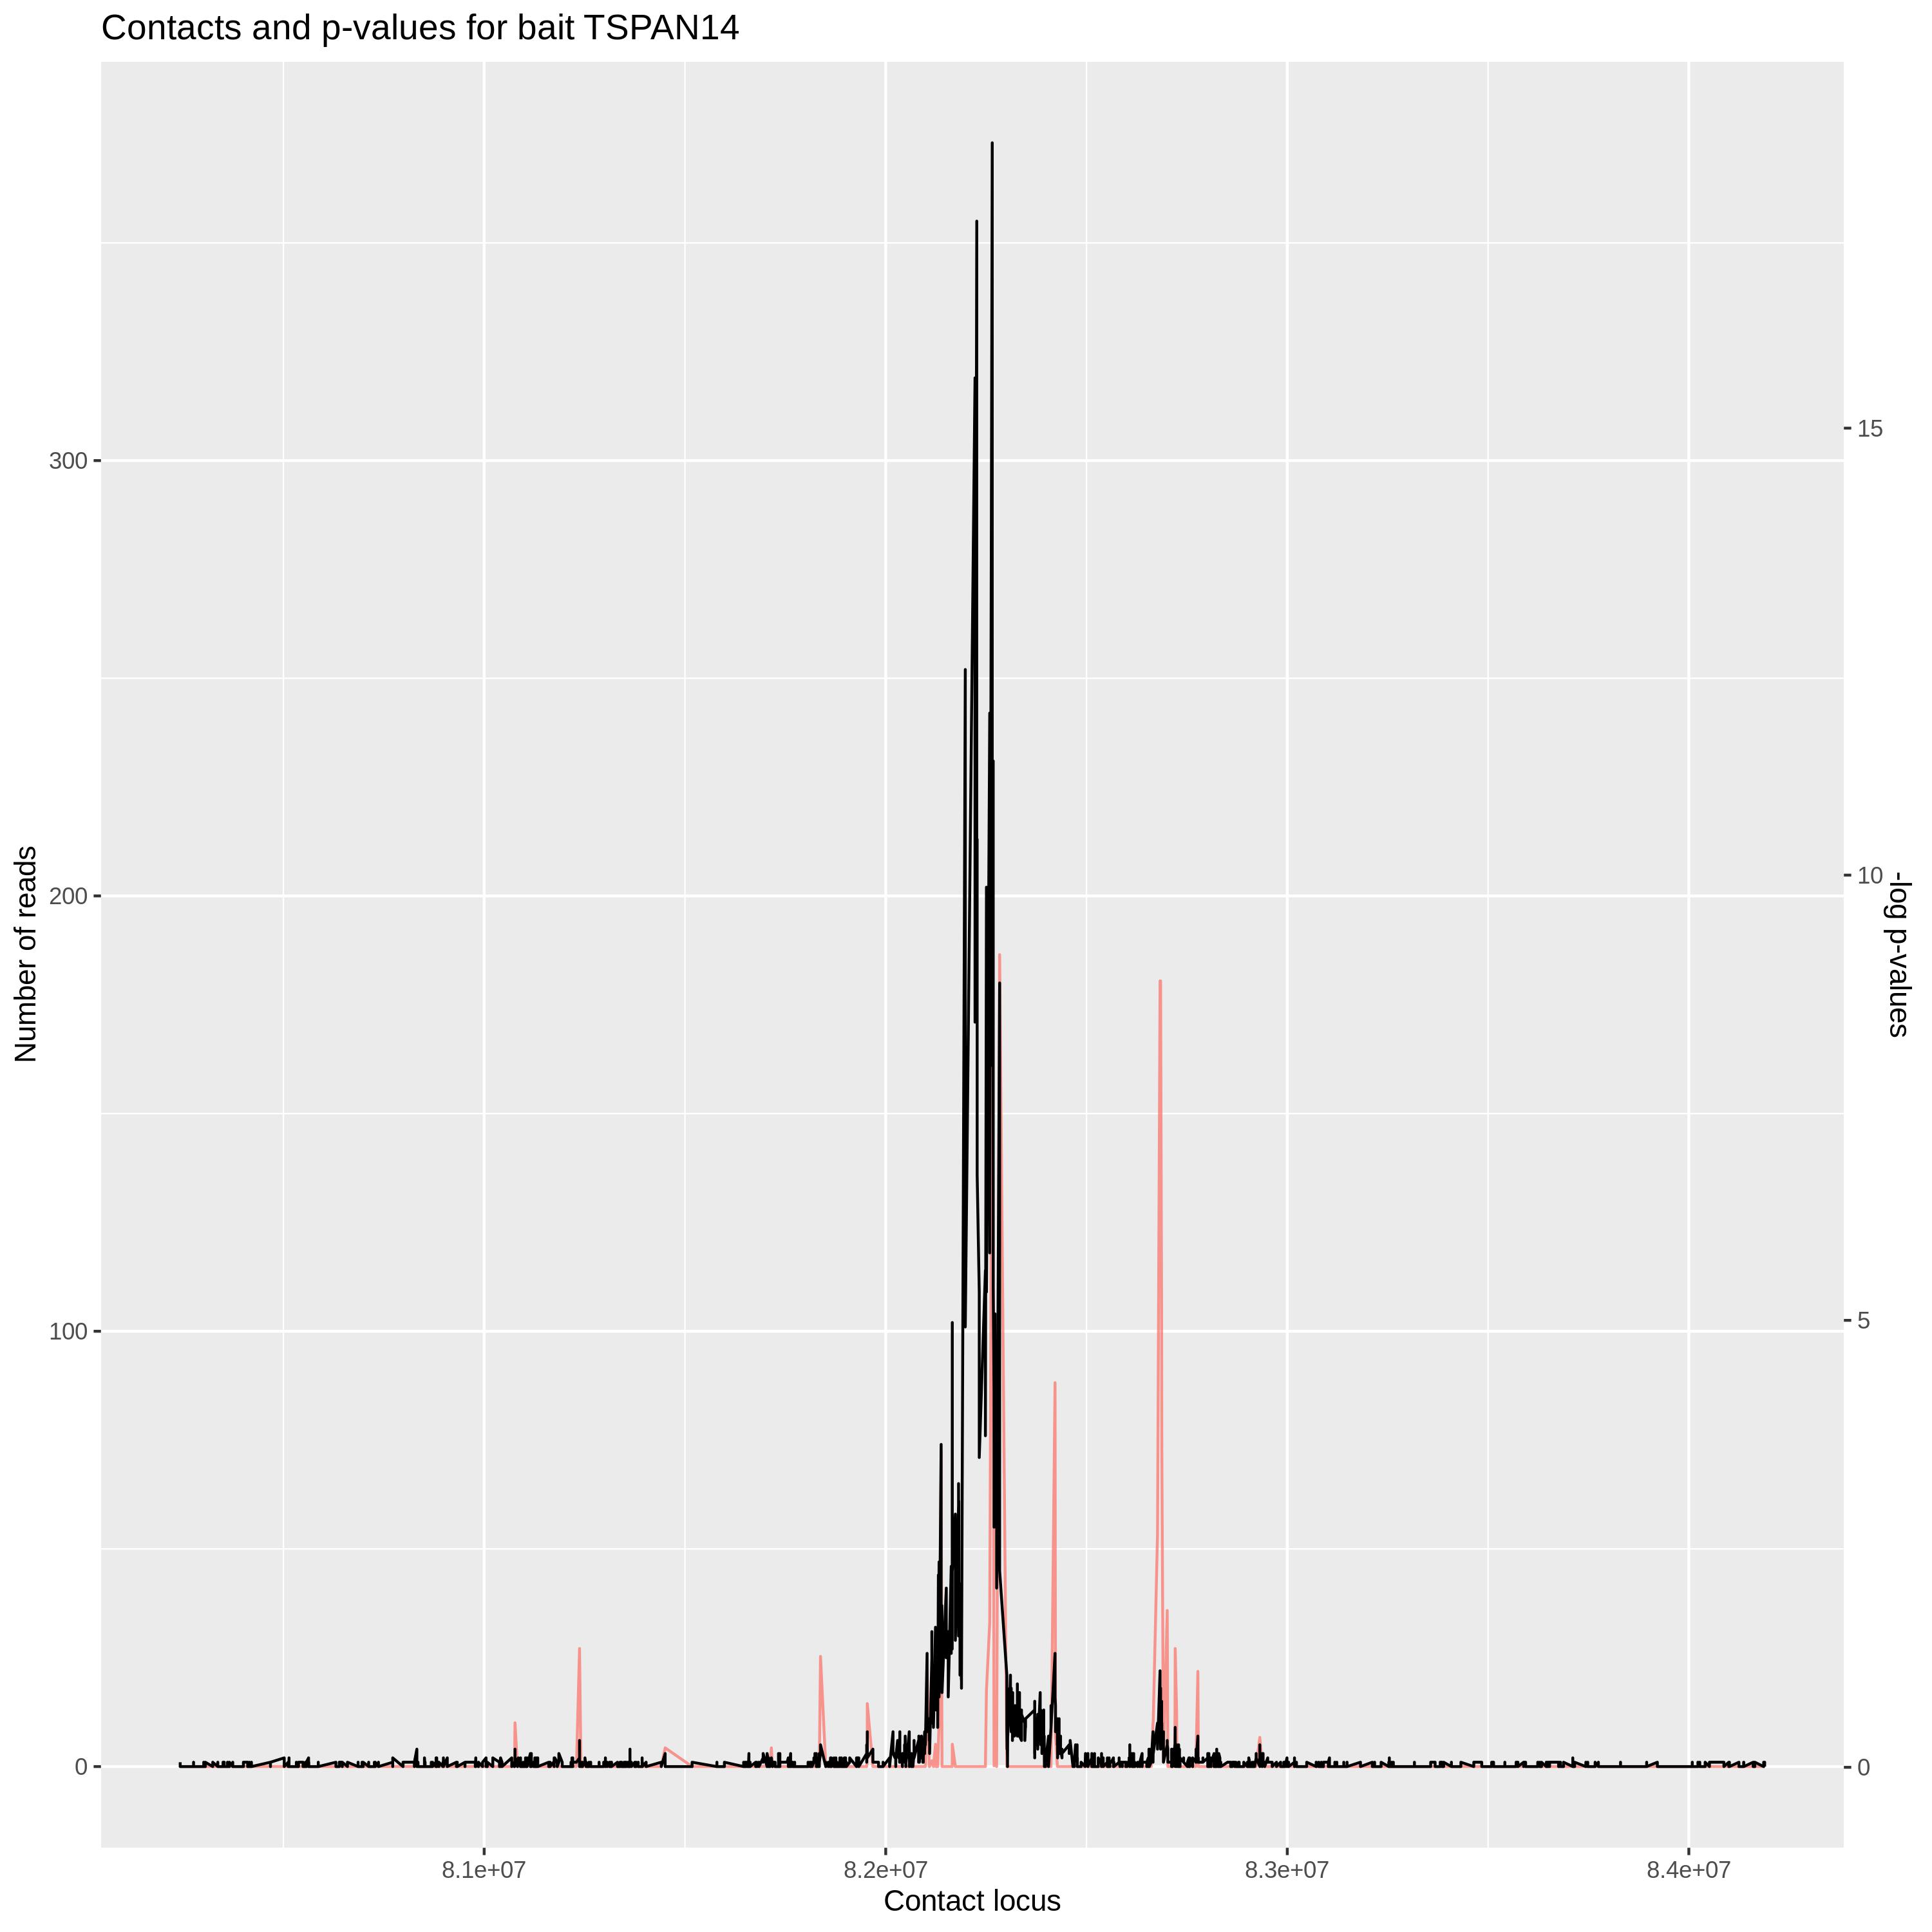 Contacts and p-values for bait TSPAN14
Number of reads
300
200
100
0
15
10
5
0
-log p-values
8.1e+07
8.2e+07
8.3e+07
8.4e+07
Contact locus